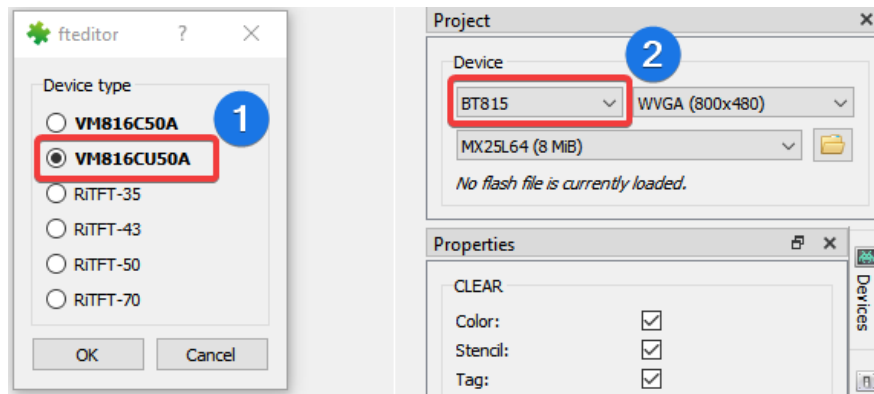 fteditor ? ×
Device type
VM816C50A
1
VM816CU50A
RiTFT-35
RiTFT-43
RiTFT-50
RiTFT-70
OK Cancel
Project
Device
2
BT815 WVGA (800x480)
MX25L64 (8 MiB)
No flash file is currently loaded.
Properties
CLEAR
Color:
Stencil:
Tag:
Devices